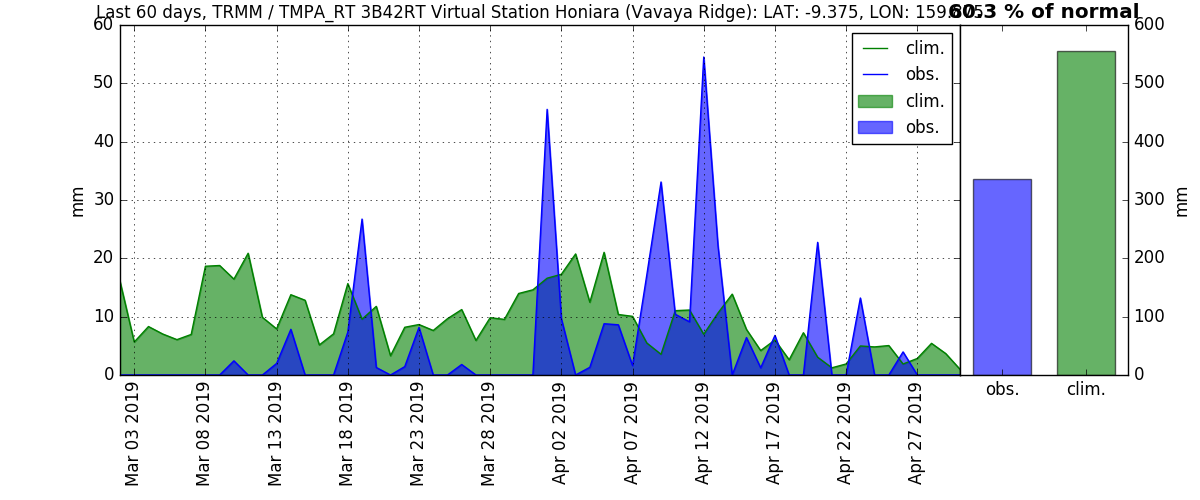 Last 60 days, TRMM / TMPA_RT 3B42RT Virtual Station Honiara (Vavaya Ridge): LAT: -9.375, LON: 159.875
60.3 % of normal
60
50
40
30
20
10
0
mm
clim.
obs.
clim.
obs.
600
500
400
300
200
100
0
mm
Mar 03 2019
Mar 08 2019
Mar 13 2019
Mar 18 2019
Mar 23 2019
Mar 28 2019
Apr 02 2019
Apr 07 2019
Apr 12 2019
Apr 17 2019
Apr 22 2019
Apr 27 2019
obs.
clim.